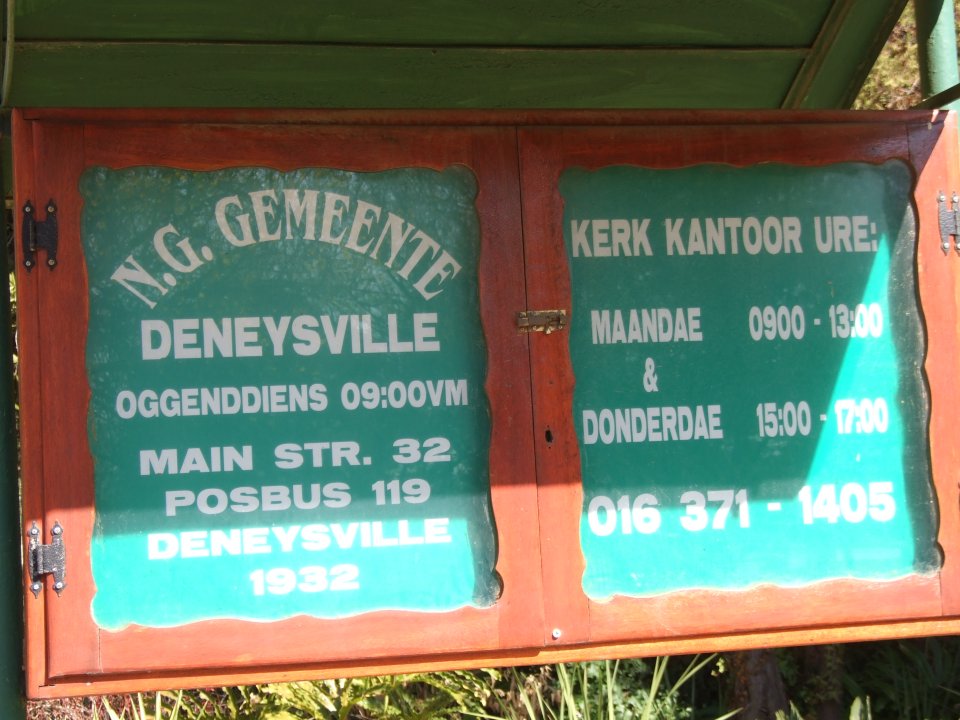 N.G. GEMEENTE
DENEYSVILLE
OGGENDDIENS 09:00VM
MAIN STR. 32
POSBUS 119
DENEYSVILLE
1932
KERK KANTOOR URE:
MAANDAE 0900 - 13:00
&
DONDERDAE 15:00 - 17:00
016 371 - 1405